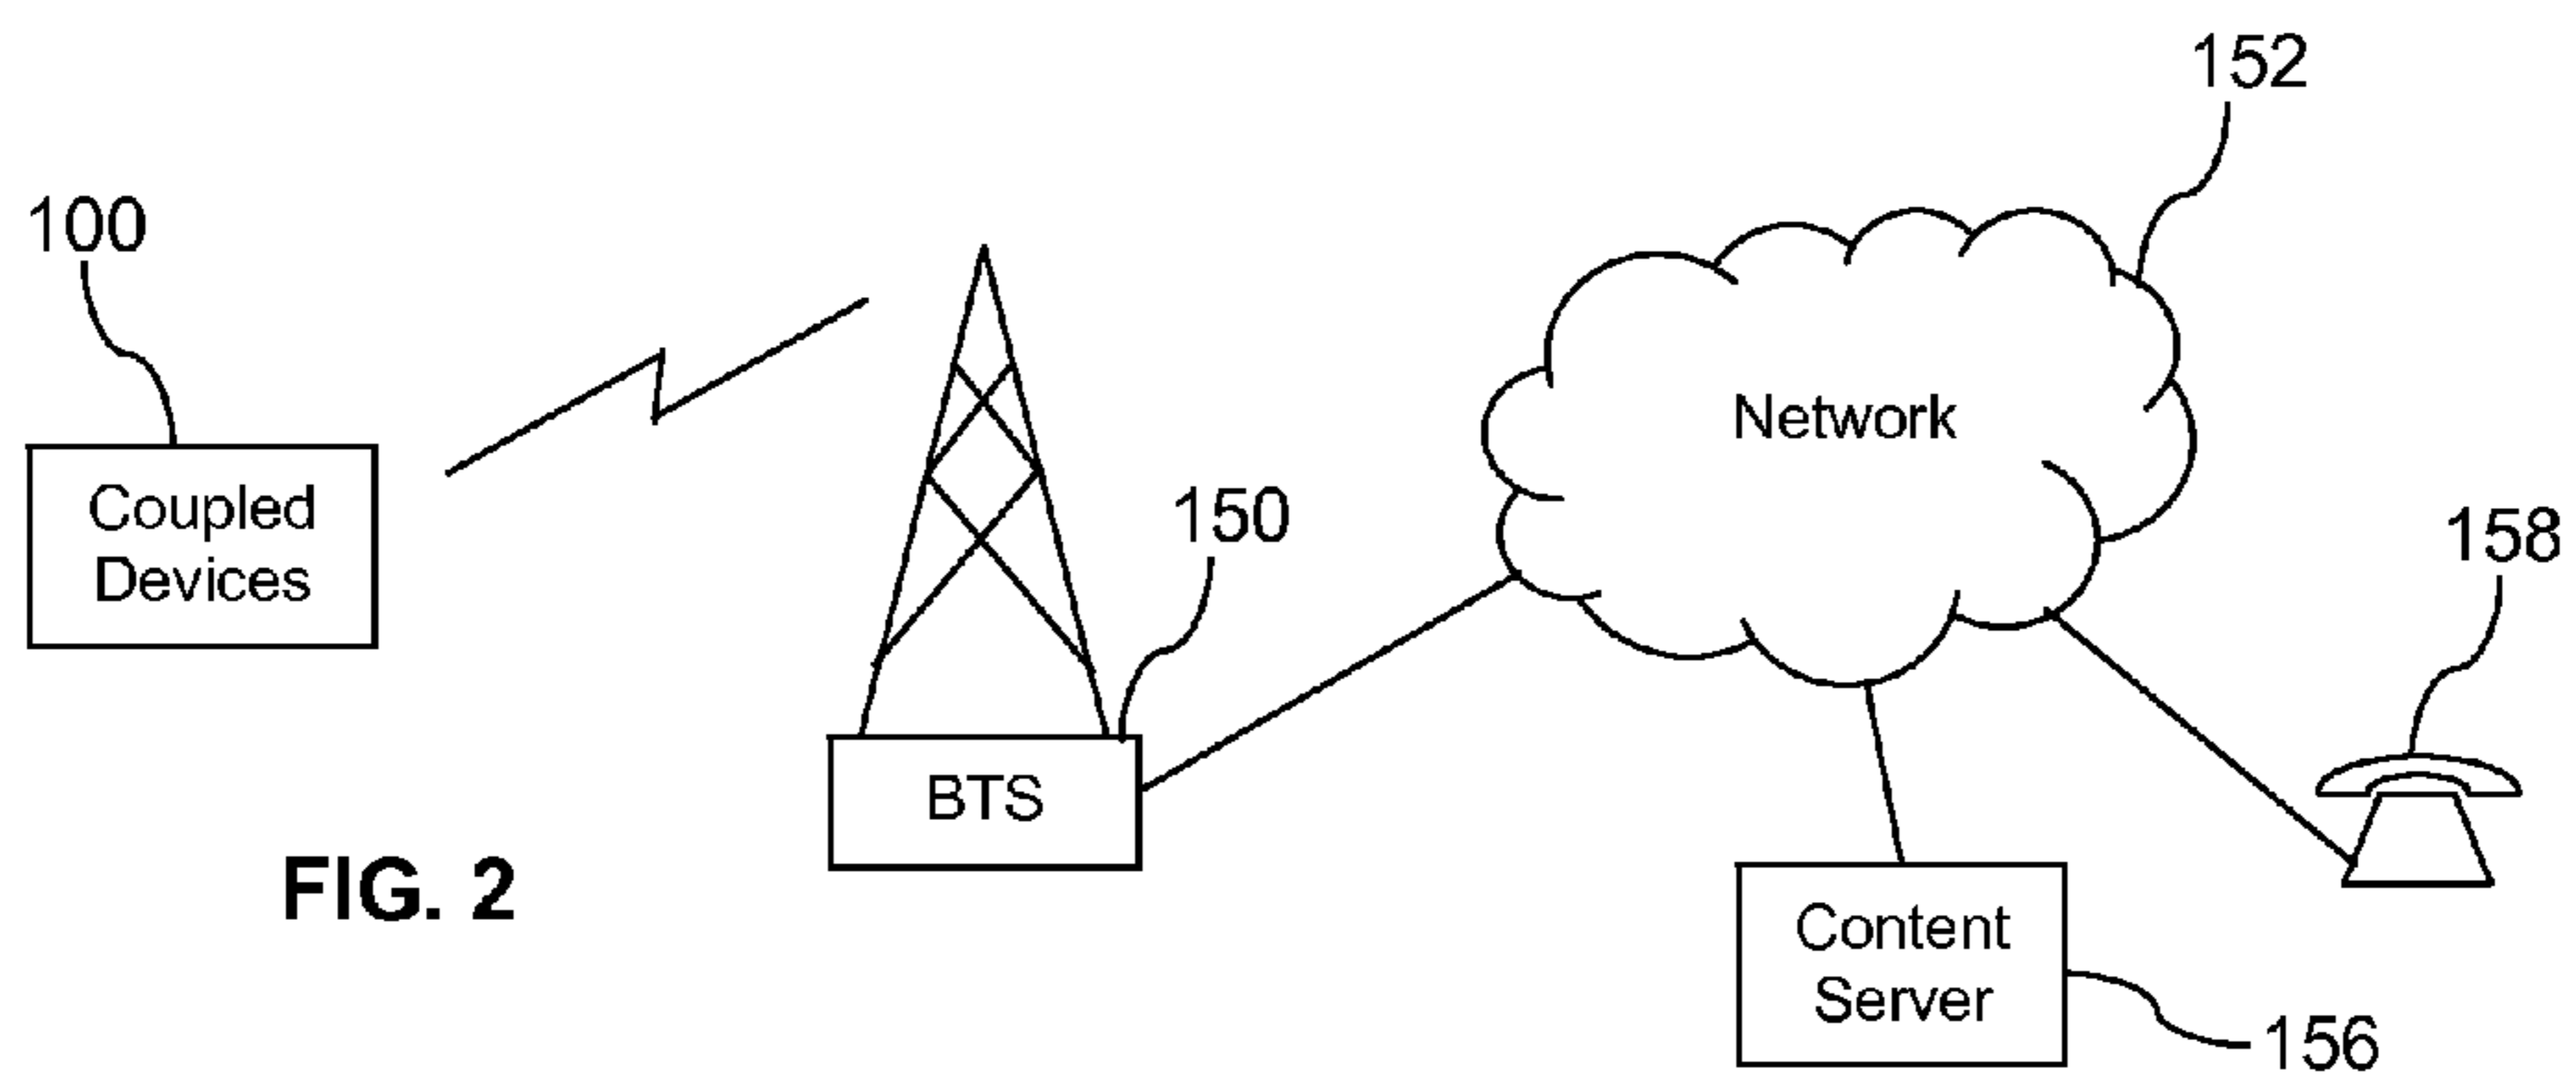 152
100
Network
150
Coupled
Devices
158
BTS
FIG. 2
Content
Server
156